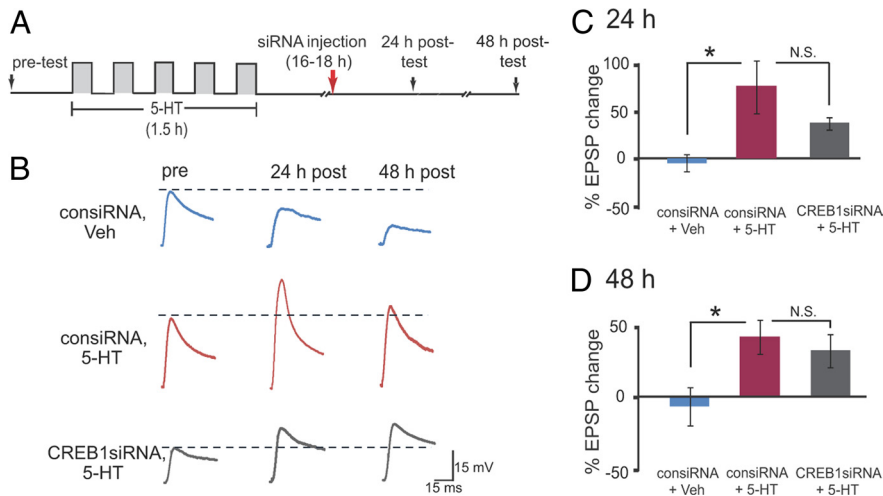 A
pre-test
siRNA injection
(16-18 h)
24 h post-
test
48 h post-
test
5-HT
(1.5 h)
B
pre
24 h post
48 h post
consiRNA,
Veh
consiRNA,
5-HT
CREB1siRNA,
5-HT
15 mV
15 ms
C 24 h
% EPSP change
100
50
0
-50
*
N.S.
consiRNA
+ Veh
consiRNA
+ 5-HT
CREB1siRNA
+ 5-HT
D 48 h
% EPSP change
50
0
-50
*
N.S.
consiRNA
+ Veh
consiRNA
+ 5-HT
CREB1siRNA
+ 5-HT